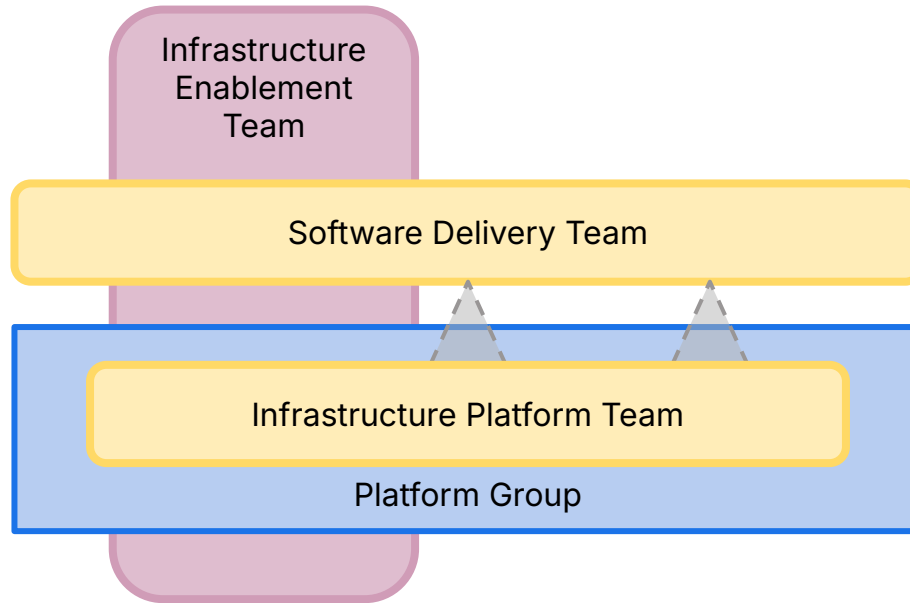 Infrastructure
Enablement
Team
Software Delivery Team
Infrastructure Platform Team
Platform Group